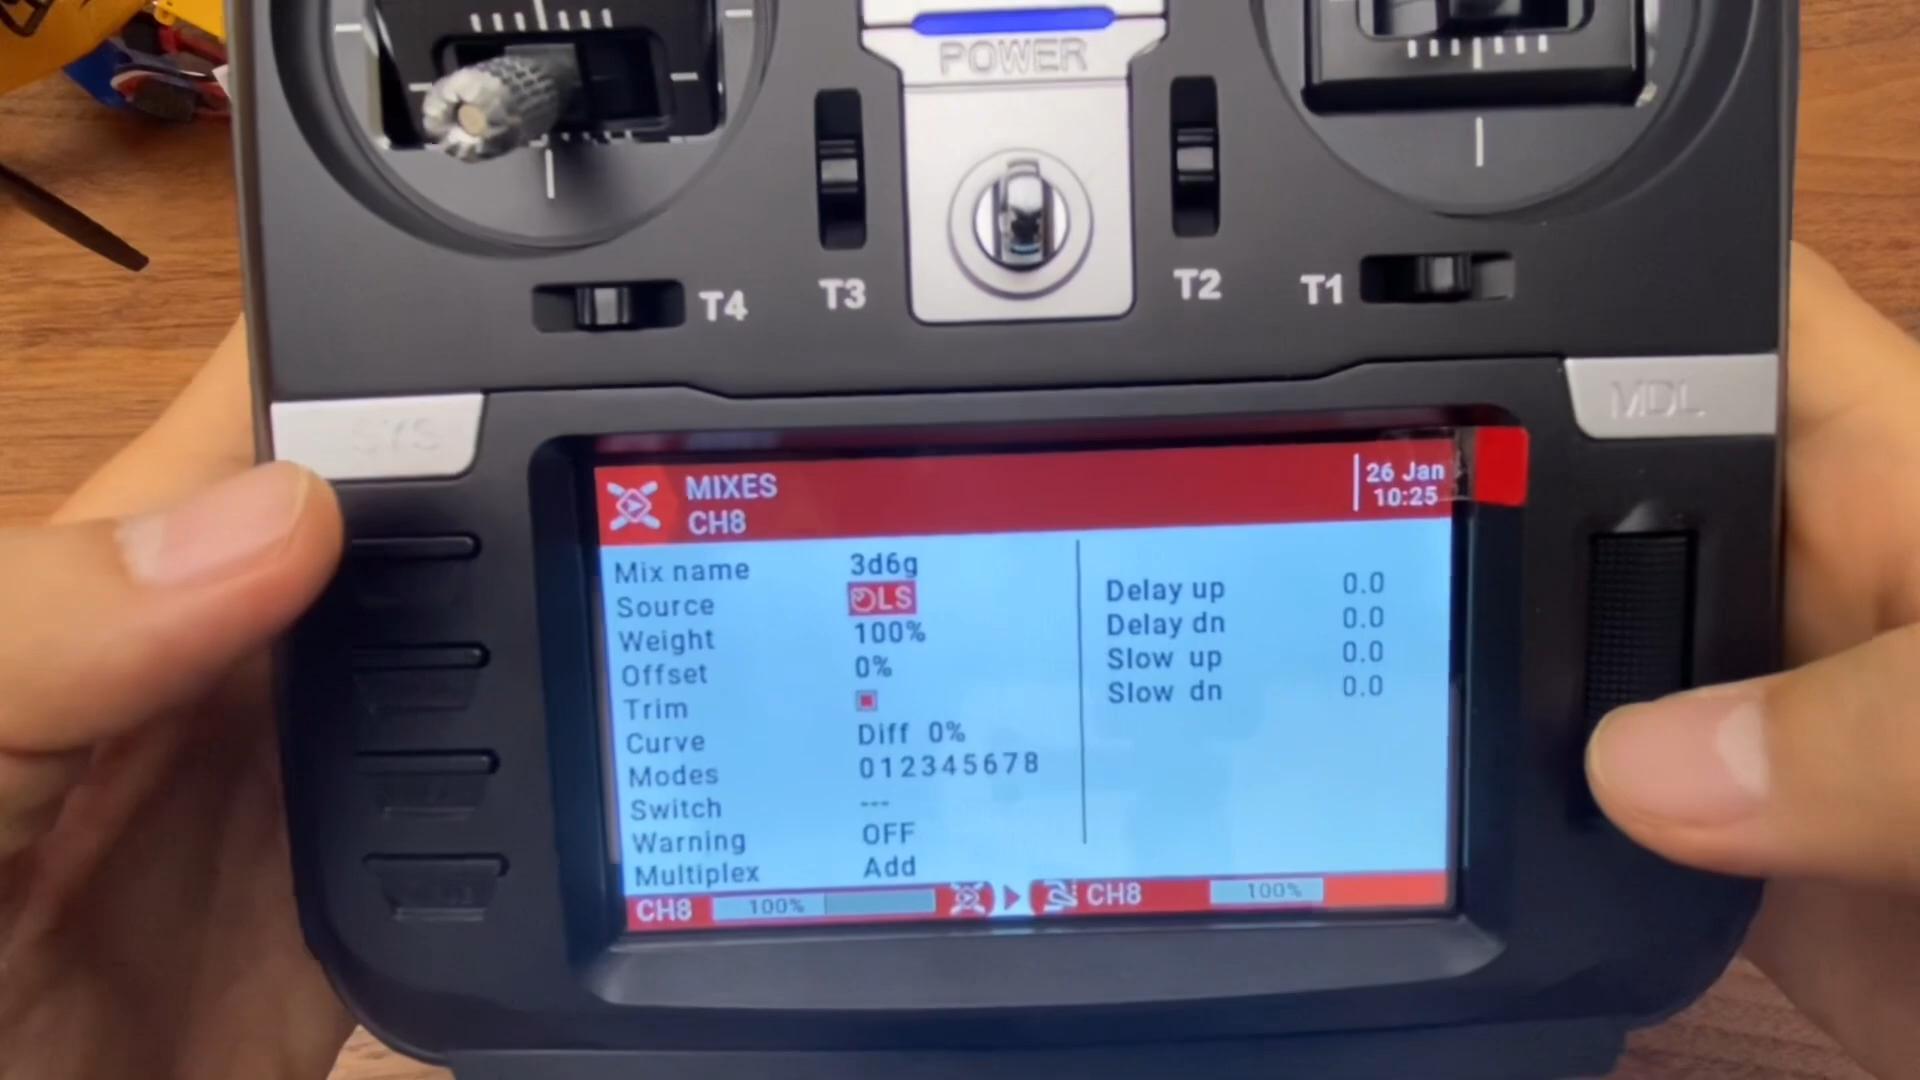 POWER
T4
T3
T2
T1
SYS
MDL
MIXES
CH8
26 Jan
10:25
Mix name 3d6g
Source LS
Weight 100%
Offset 0%
Trim
Curve Diff 0%
Modes 012345678
Switch ---
Warning OFF
Multiplex Add
Delay up 0.0
Delay dn 0.0
Slow up 0.0
Slow dn 0.0
CH8 100% CH8 100%